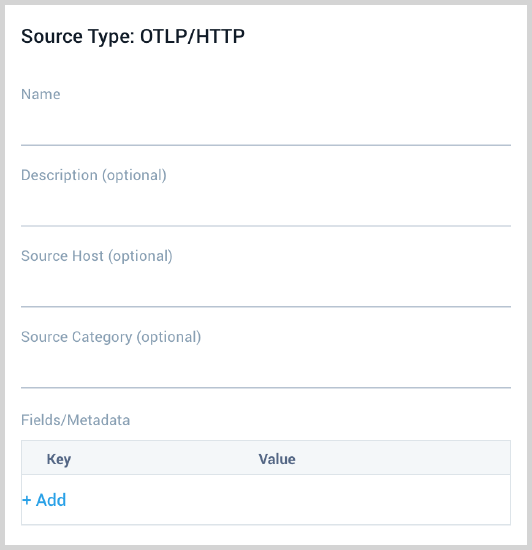 Source Type: OTLP/HTTP
Name
Description (optional)
Source Host (optional)
Source Category (optional)
Fields/Metadata
Key Value
+ Add